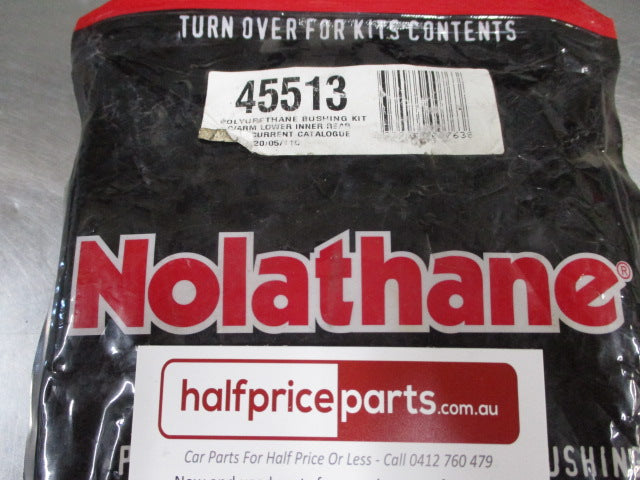 TURN OVER FOR KITS CONTENTS
45513
POLYURETHANE BUSHING KIT
LOWER INNER REAR
CURRENT CATALOGUE
Nolathane®
halfpriceparts.com.au
Car Parts For Half Price Or Less - Call 0412 760 479